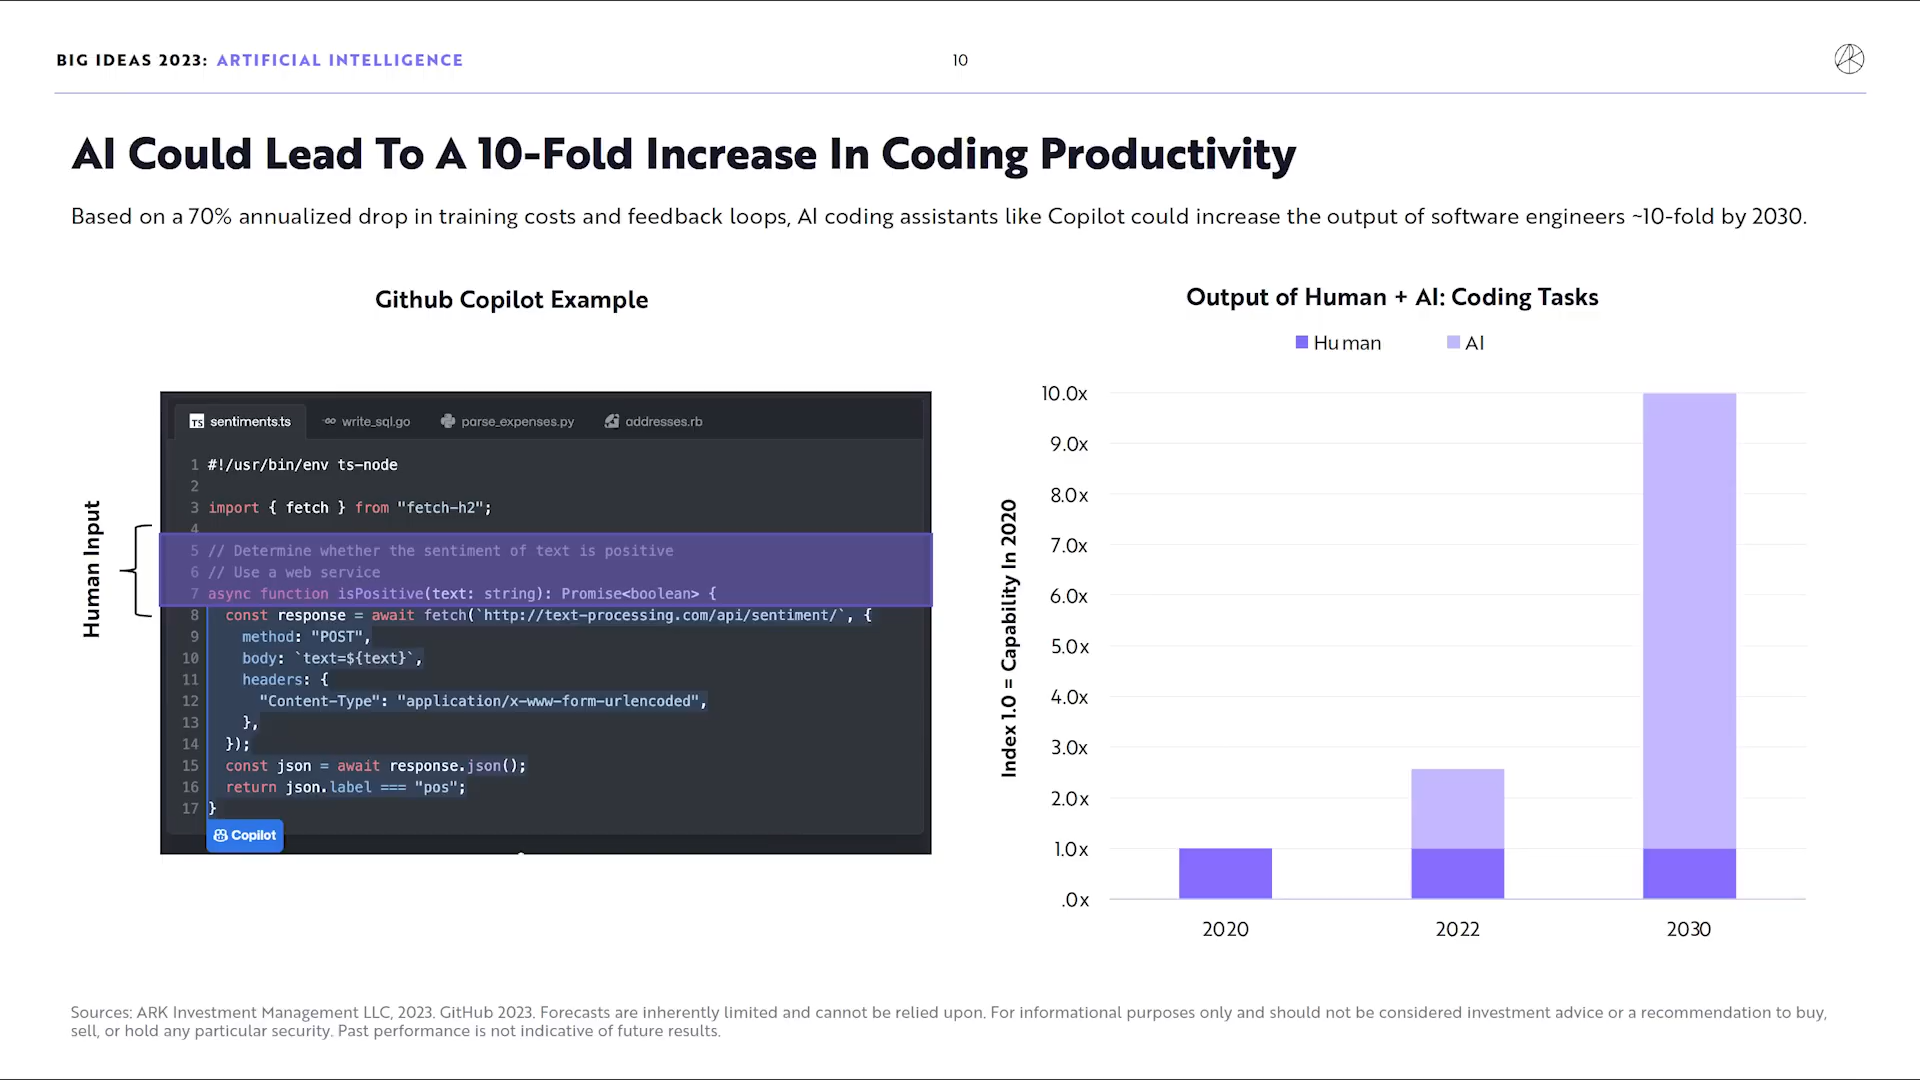 BIG IDEAS 2023: ARTIFICIAL INTELLIGENCE
10
AI Could Lead To A 10-Fold Increase In Coding Productivity
Based on a 70% annualized drop in training costs and feedback loops, AI coding assistants like Copilot could increase the output of software engineers ~10-fold by 2030.
Github Copilot Example
Human Input
TS sentiments.ts
write_sql.go
parse_expenses.py
addresses.rb
1 #!/usr/bin/env ts-node
2
3 import { fetch } from "fetch-h2";
4
5 // Determine whether the sentiment of text is positive
6 // Use a web service
7 async function isPositive(text: string): Promise<boolean> {
8 const response = await fetch(`http://text-processing.com/api/sentiment/`, {
9 method: "POST",
10 body: `text=${text}`,
11 headers: {
12 "Content-Type": "application/x-www-form-urlencoded",
13 },
14 });
15 const json = await response.json();
16 return json.label === "pos";
17 }
Copilot
Output of Human + AI: Coding Tasks
Human
AI
Index 1.0 = Capability In 2020
10.0x
9.0x
8.0x
7.0x
6.0x
5.0x
4.0x
3.0x
2.0x
1.0x
.0x
2020
2022
2030
Sources: ARK Investment Management LLC, 2023. GitHub 2023. Forecasts are inherently limited and cannot be relied upon. For informational purposes only and should not be considered investment advice or a recommendation to buy,
sell, or hold any particular security. Past performance is not indicative of future results.